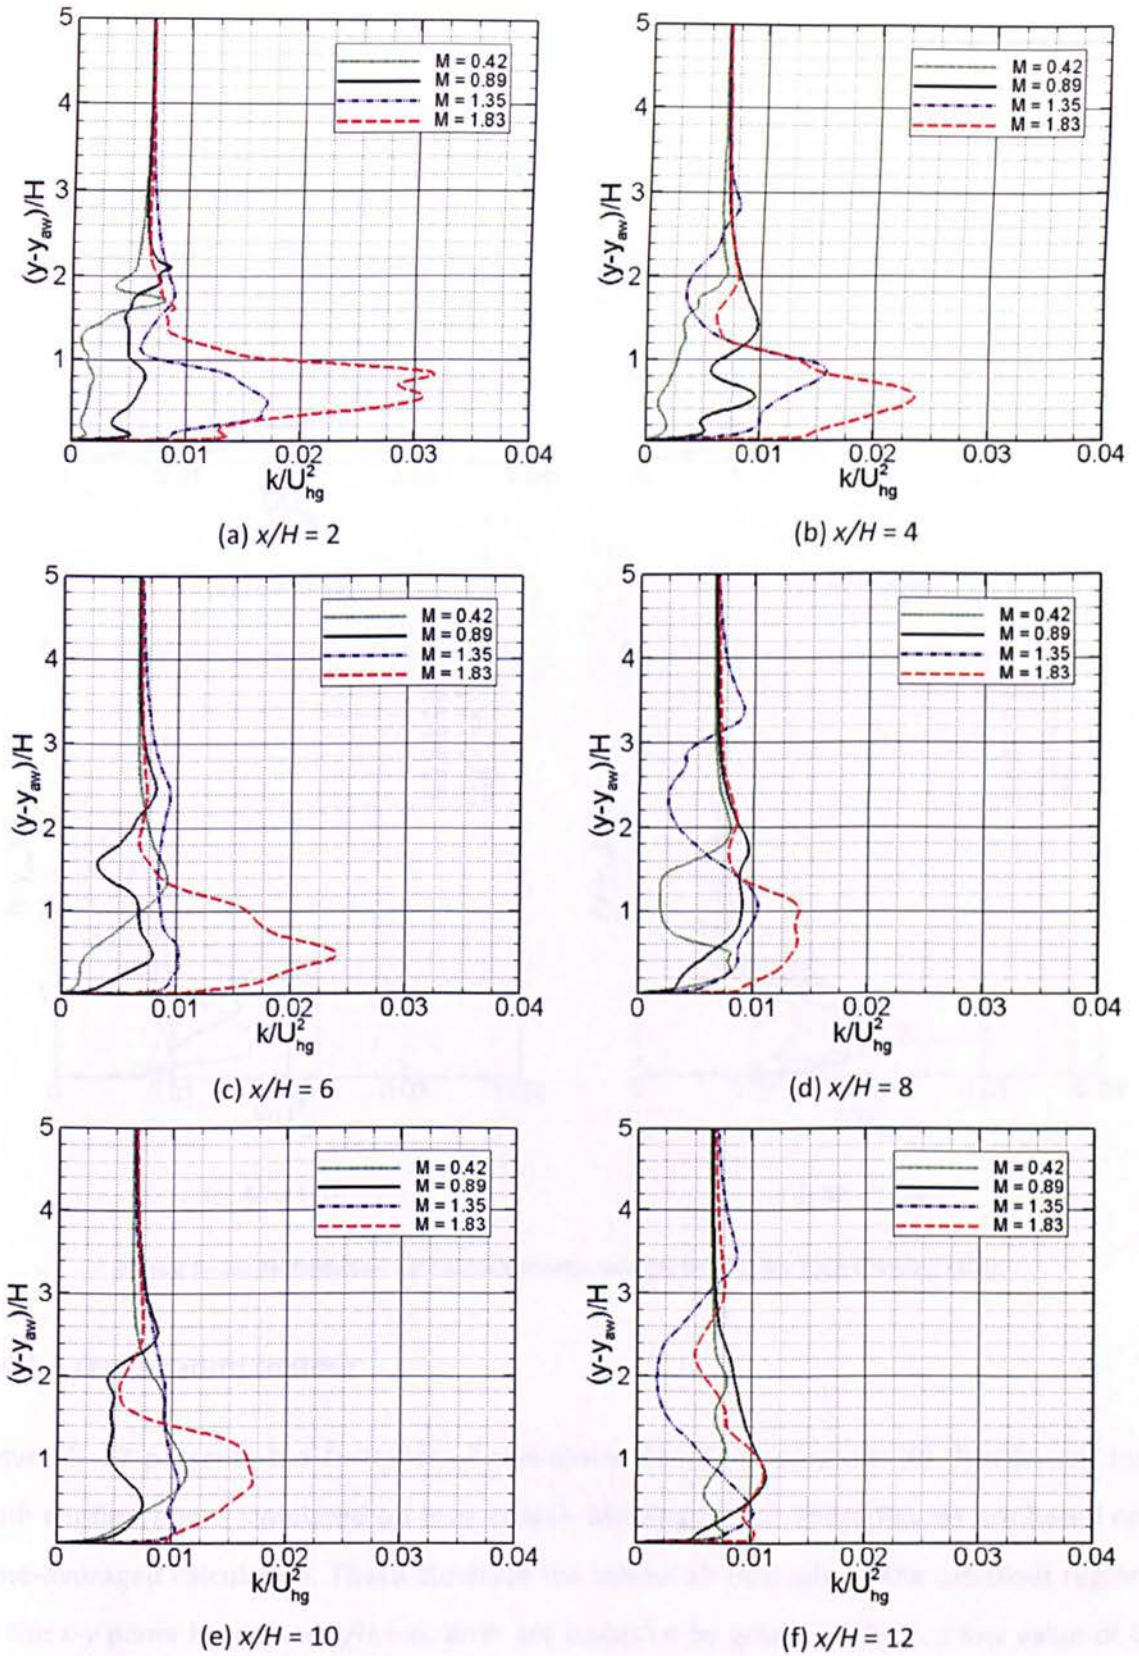 5
4
3
2
1
(y-y_aw)/H
M = 0.42
M = 0.89
M = 1.35
M = 1.83
0 0.01 0.02 0.03 0.04
k/U²_hg
(a) x/H = 2
5
4
3
2
1
(y-y_aw)/H
M = 0.42
M = 0.89
M = 1.35
M = 1.83
0 0.01 0.02 0.03 0.04
k/U²_hg
(b) x/H = 4
5
4
3
2
1
(y-y_aw)/H
M = 0.42
M = 0.89
M = 1.35
M = 1.83
0 0.01 0.02 0.03 0.04
k/U²_hg
(c) x/H = 6
5
4
3
2
1
(y-y_aw)/H
M = 0.42
M = 0.89
M = 1.35
M = 1.83
0 0.01 0.02 0.03 0.04
k/U²_hg
(d) x/H = 8
5
4
3
2
1
(y-y_aw)/H
M = 0.42
M = 0.89
M = 1.35
M = 1.83
0 0.01 0.02 0.03 0.04
k/U²_hg
(e) x/H = 10
5
4
3
2
1
(y-y_aw)/H
M = 0.42
M = 0.89
M = 1.35
M = 1.83
0 0.01 0.02 0.03 0.04
k/U²_hg
(f) x/H = 12